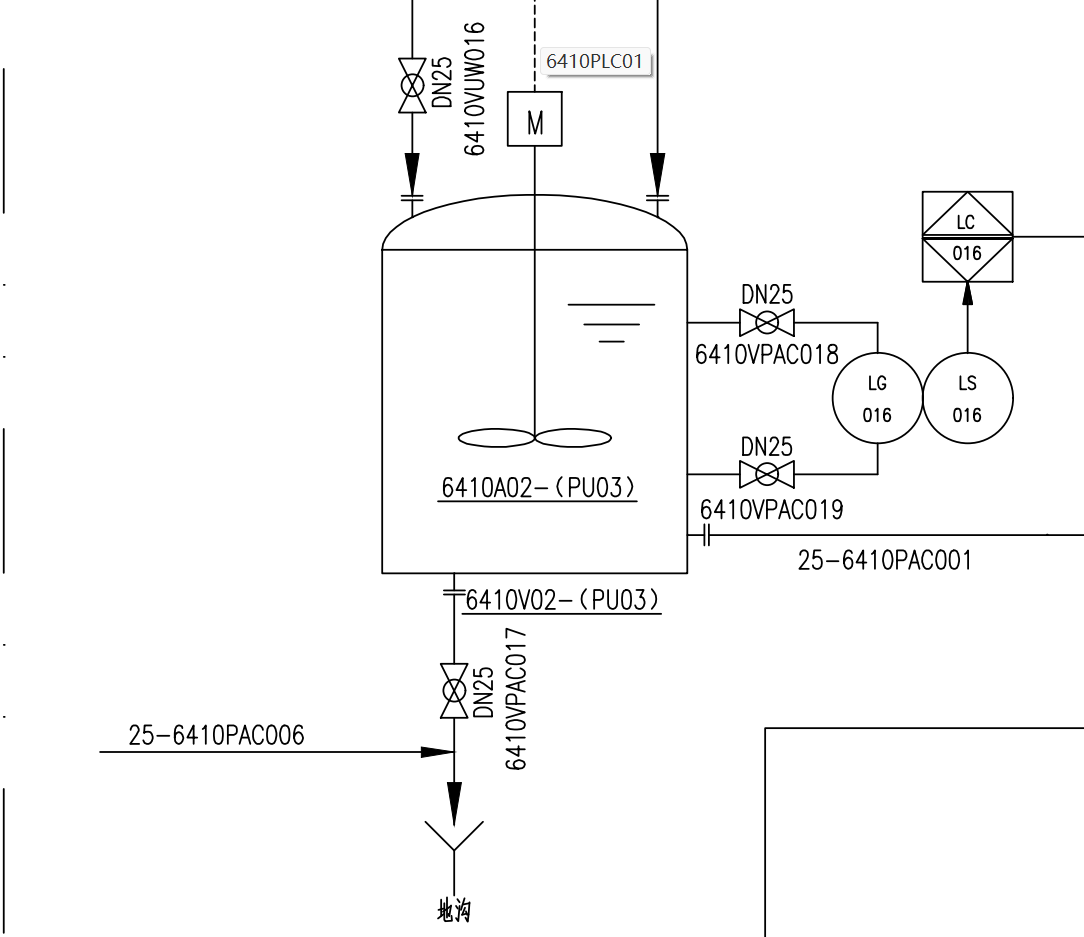 DN25
6410VUW016
6410PLC01
M
LC
016
DN25
6410VPAC018
LG
016
LS
016
DN25
6410VPAC019
6410A02-(PU03)
25-6410PAC001
6410V02-(PU03)
DN25
6410VPAC017
25-6410PAC006
地沟